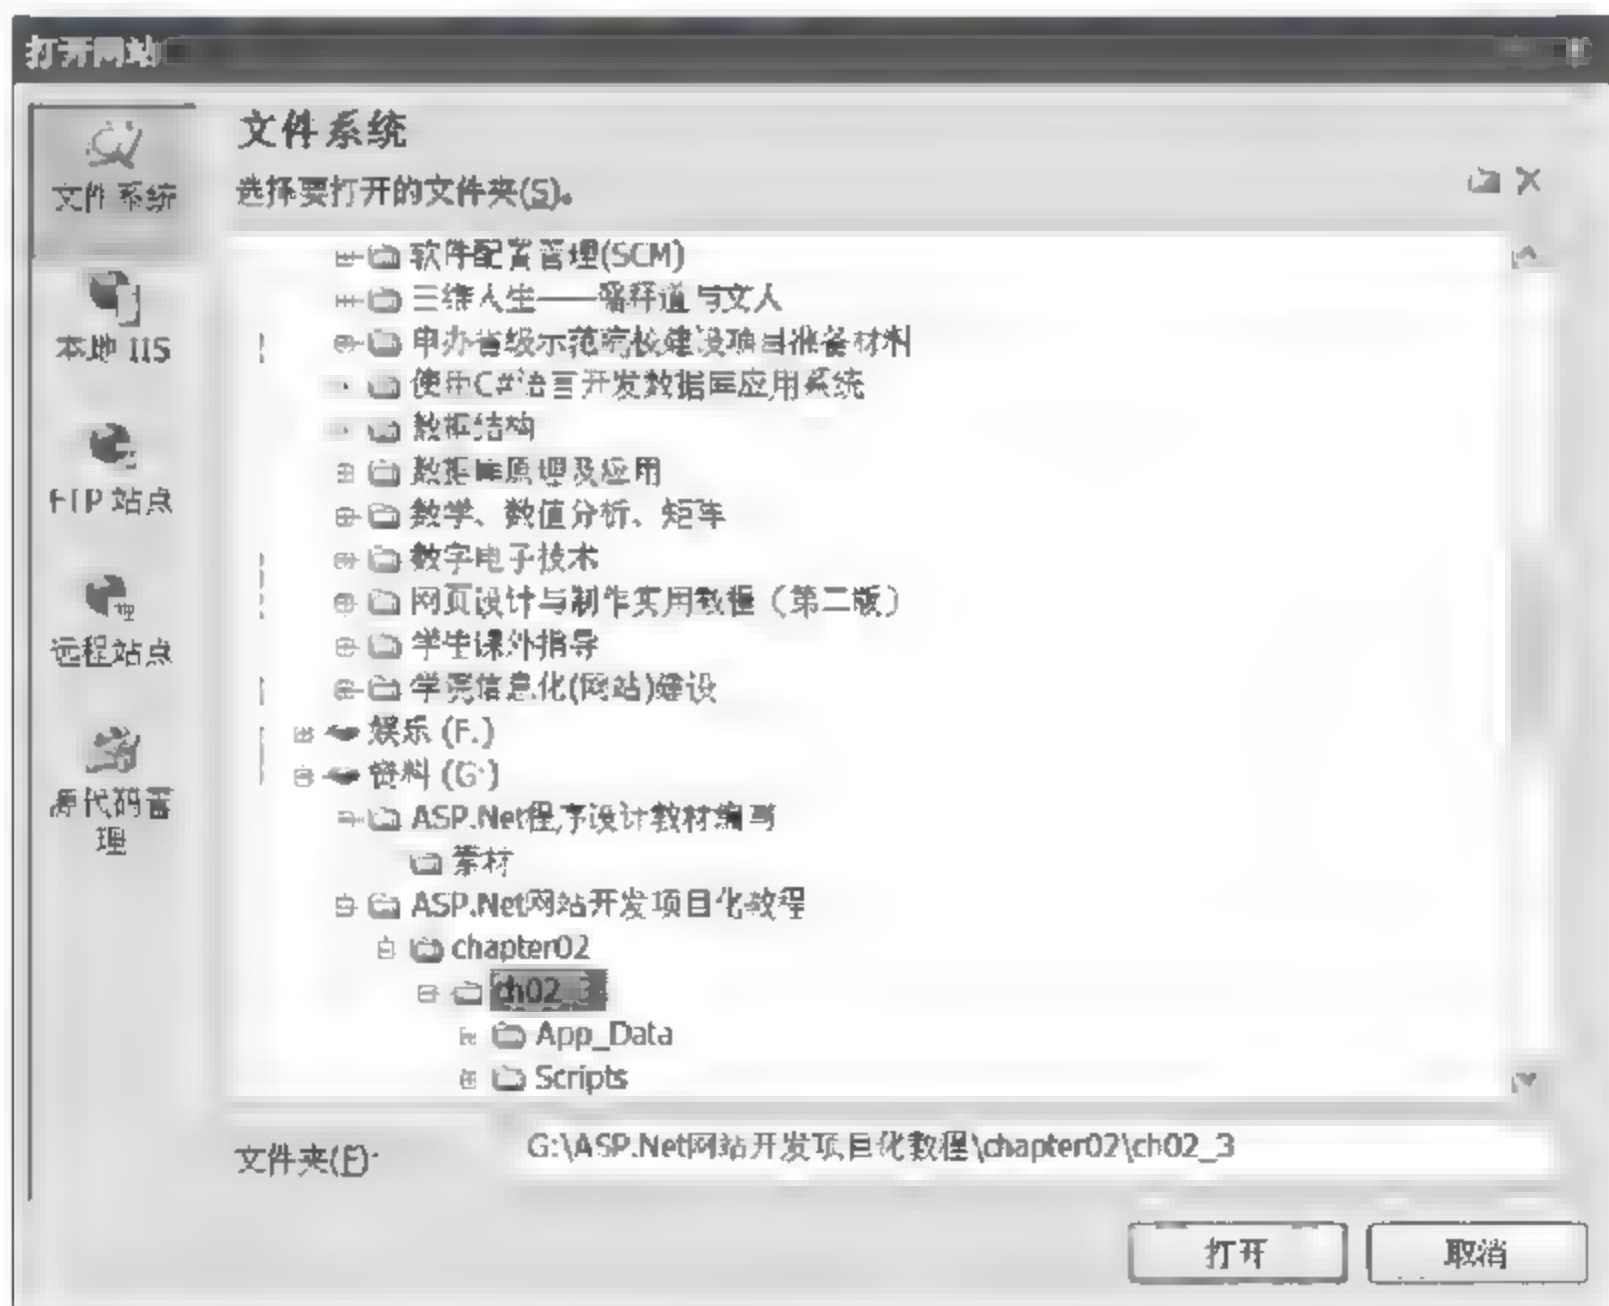 打开网站
文件系统
文件系统
选择要打开的文件夹(S)。
软件配置管理(SCM)
三维人生——儒释道与文人
本地 IIS
申办省级示范院校建设项目准备材料
使用C#语言开发数据库应用系统
数据结构
数据库原理及应用
FTP 站点
数学、数值分析、矩阵
数字电子技术
网页设计与制作实用教程（第二版）
学生课外指导
远程站点
学院信息化(网站)建设
娱乐 (F:)
资料 (G:)
源代码管
理
ASP.Net程序设计教材编写
素材
ASP.Net网站开发项目化教程
chapter02
ch02_3
App_Data
Scripts
文件夹(F):
G:\ASP.Net网站开发项目化教程\chapter02\ch02_3
打开
取消